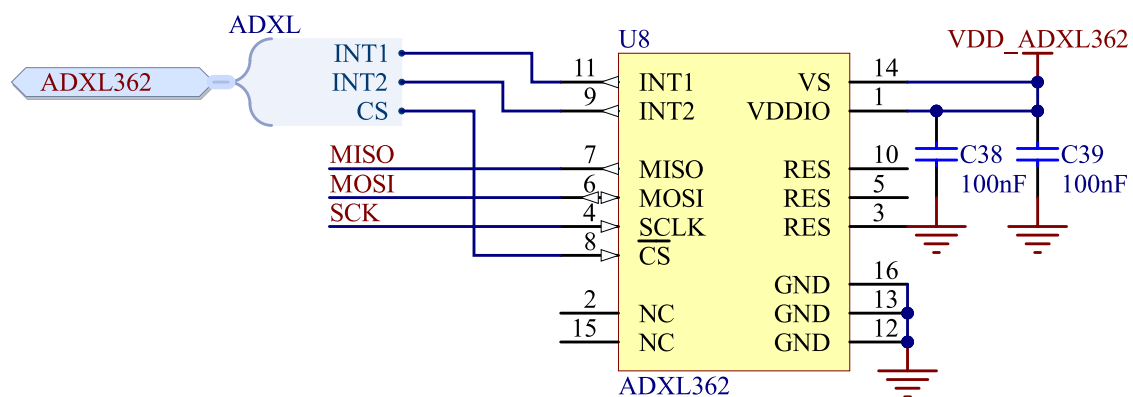 ADXL
ADXL362
INT1
INT2
CS
MISO
MOSI
SCK
U8
11 INT1
9 INT2
7 MISO
6 MOSI
4 SCLK
8 CS
2 NC
15 NC
VS 14
VDDIO 1
RES 10
RES 5
RES 3
GND 16
GND 13
GND 12
ADXL362
VDD_ADXL362
C38
100nF
C39
100nF